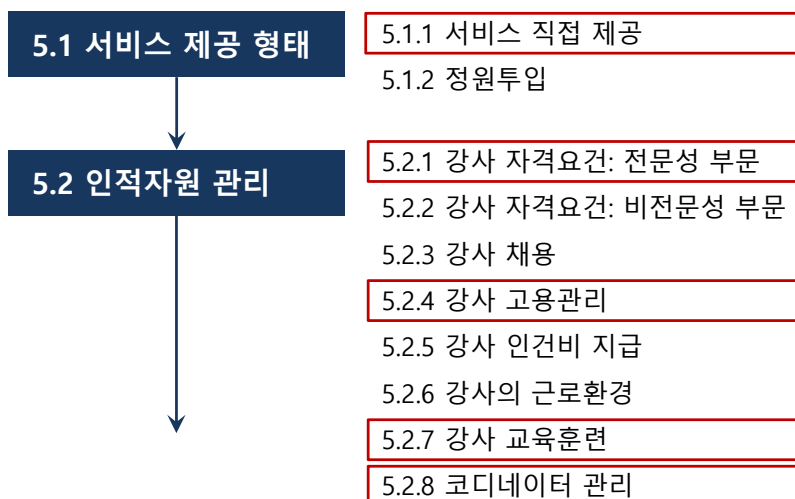 5.1 서비스 제공 형태
5.1.1 서비스 직접 제공
5.1.2 정원투입
5.2 인적자원 관리
5.2.1 강사 자격요건: 전문성 부문
5.2.2 강사 자격요건: 비전문성 부문
5.2.3 강사 채용
5.2.4 강사 고용관리
5.2.5 강사 인건비 지급
5.2.6 강사의 근로환경
5.2.7 강사 교육훈련
5.2.8 코디네이터 관리